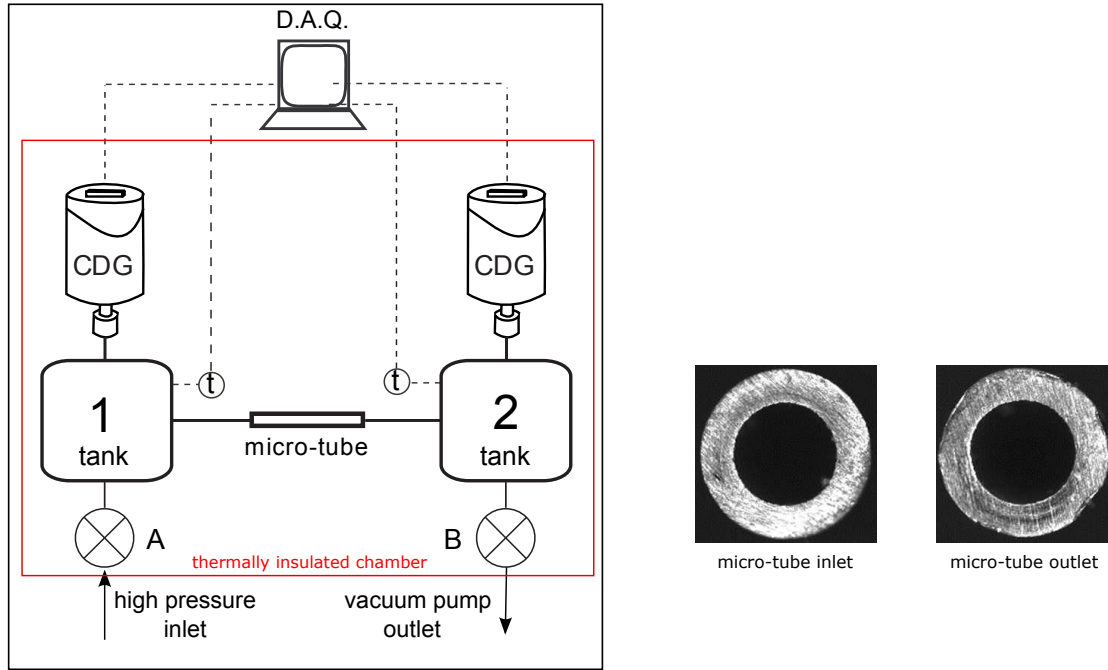 D.A.Q.
CDG
CDG
t
t
1
tank
2
tank
micro-tube
A
B
thermally insulated chamber
high pressure
inlet
vacuum pump
outlet
micro-tube inlet
micro-tube outlet